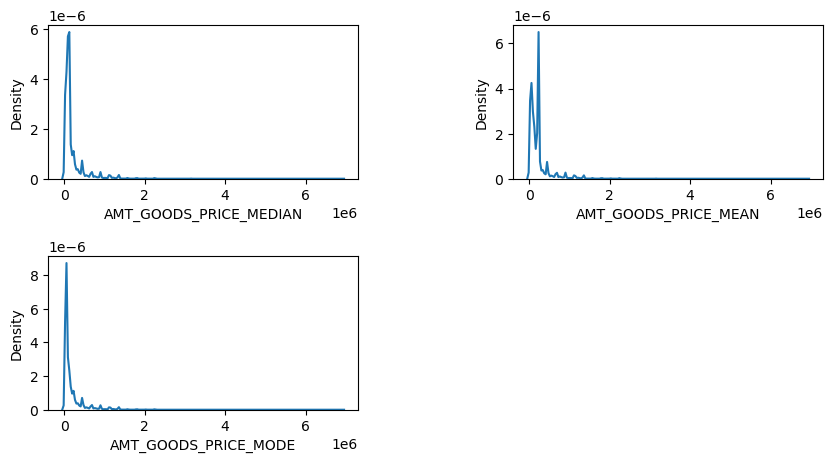 1e−6
6
4
2
0
Density
0
2
4
6
1e6
AMT_GOODS_PRICE_MEDIAN
1e−6
6
4
2
0
Density
0
2
4
6
1e6
AMT_GOODS_PRICE_MEAN
1e−6
8
6
4
2
0
Density
0
2
4
6
1e6
AMT_GOODS_PRICE_MODE